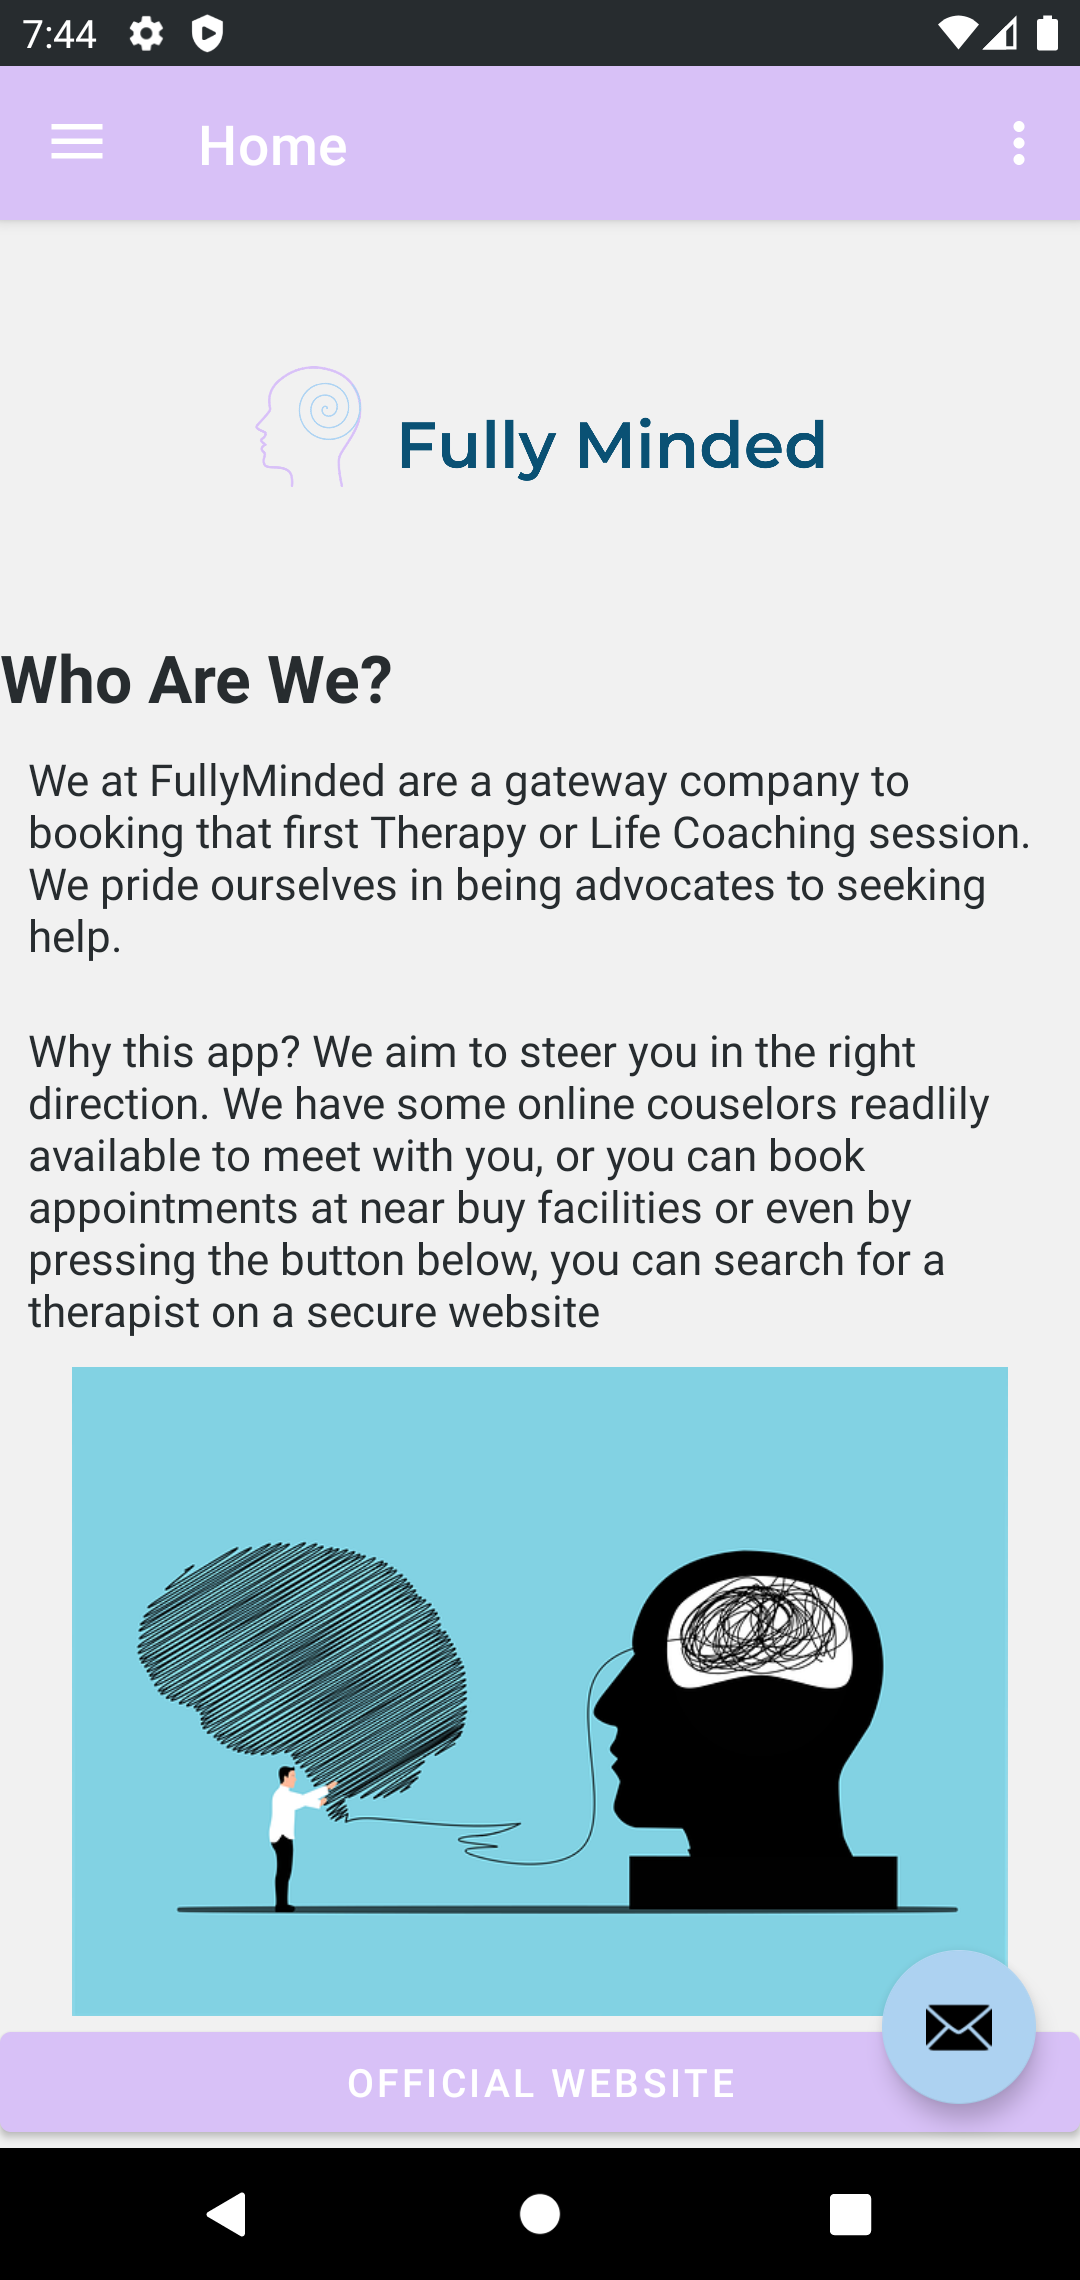 7:44
Home
Fully Minded
Who Are We?
We at FullyMinded are a gateway company to
booking that first Therapy or Life Coaching session.
We pride ourselves in being advocates to seeking
help.
Why this app? We aim to steer you in the right
direction. We have some online couselors readlily
available to meet with you, or you can book
appointments at near buy facilities or even by
pressing the button below, you can search for a
therapist on a secure website
OFFICIAL WEBSITE